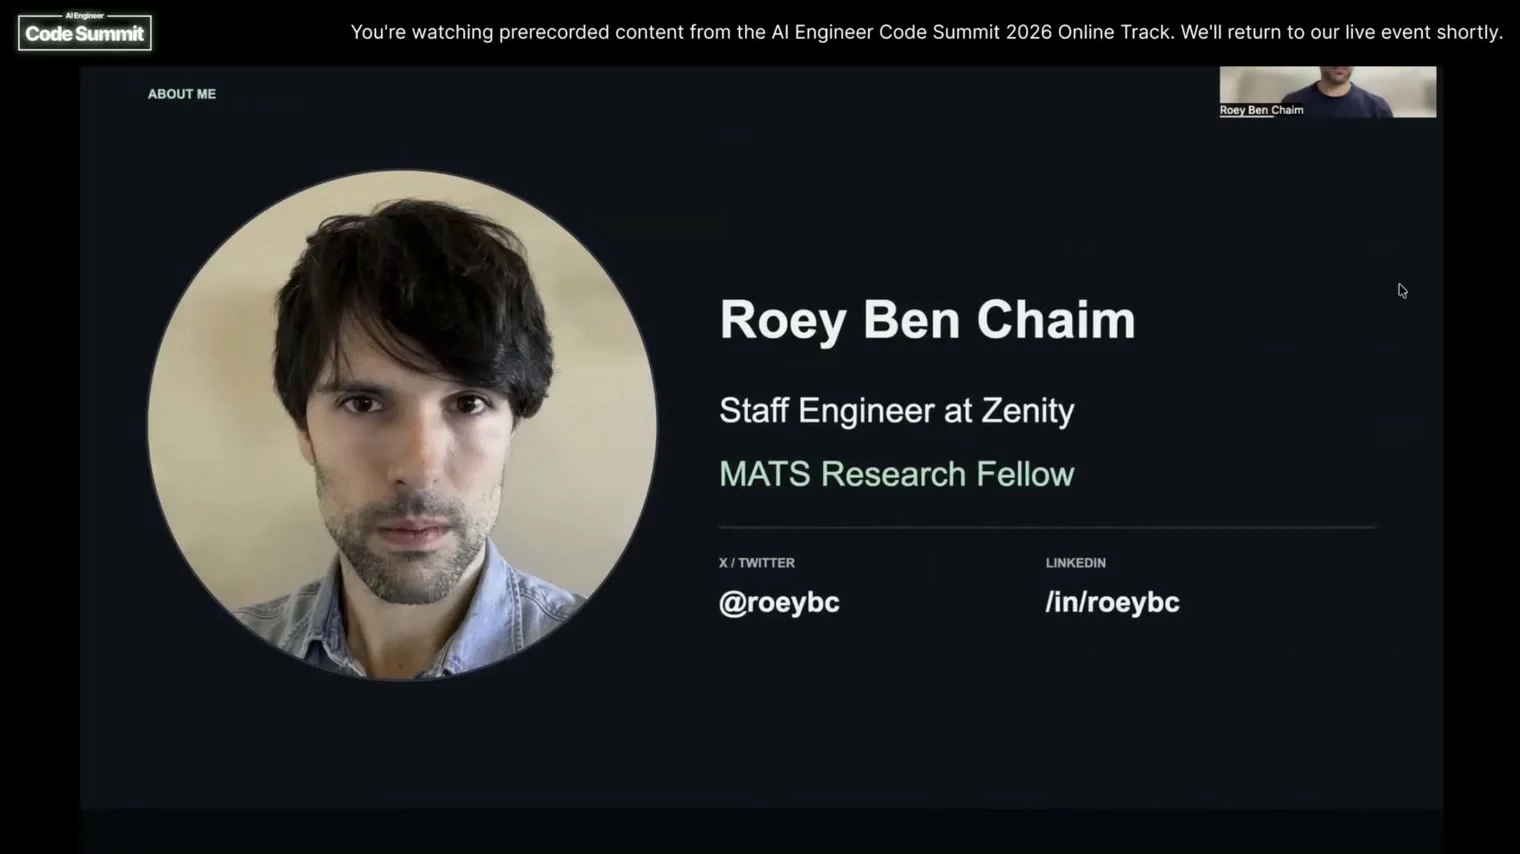 AI Engineer
Code Summit
You're watching prerecorded content from the AI Engineer Code Summit 2026 Online Track. We'll return to our live event shortly.
ABOUT ME
Roey Ben Chaim
Roey Ben Chaim
Staff Engineer at Zenity
MATS Research Fellow
X / TWITTER
@roeybc
LINKEDIN
/in/roeybc